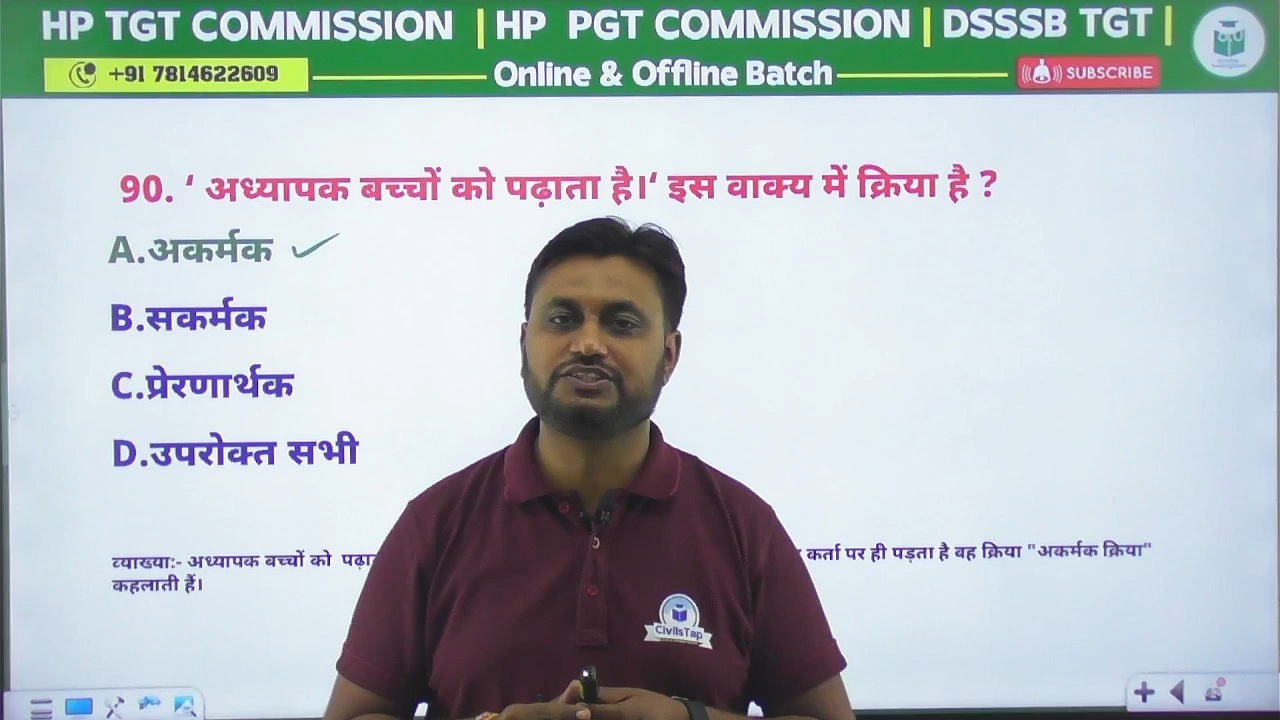 HP TGT COMMISSION | HP PGT COMMISSION | DSSSB TGT |
+91 7814622609
Online & Offline Batch
SUBSCRIBE
90. ‘ अध्यापक बच्चों को पढ़ाता है।‘ इस वाक्य में क्रिया है ?
A.अकर्मक
B.सकर्मक
C.प्रेरणार्थक
D.उपरोक्त सभी
व्याख्या:- अध्यापक बच्चों को कर्ता पर ही पड़ता है वह क्रिया "अकर्मक क्रिया"
कहलाती हैं।
CivilsTap